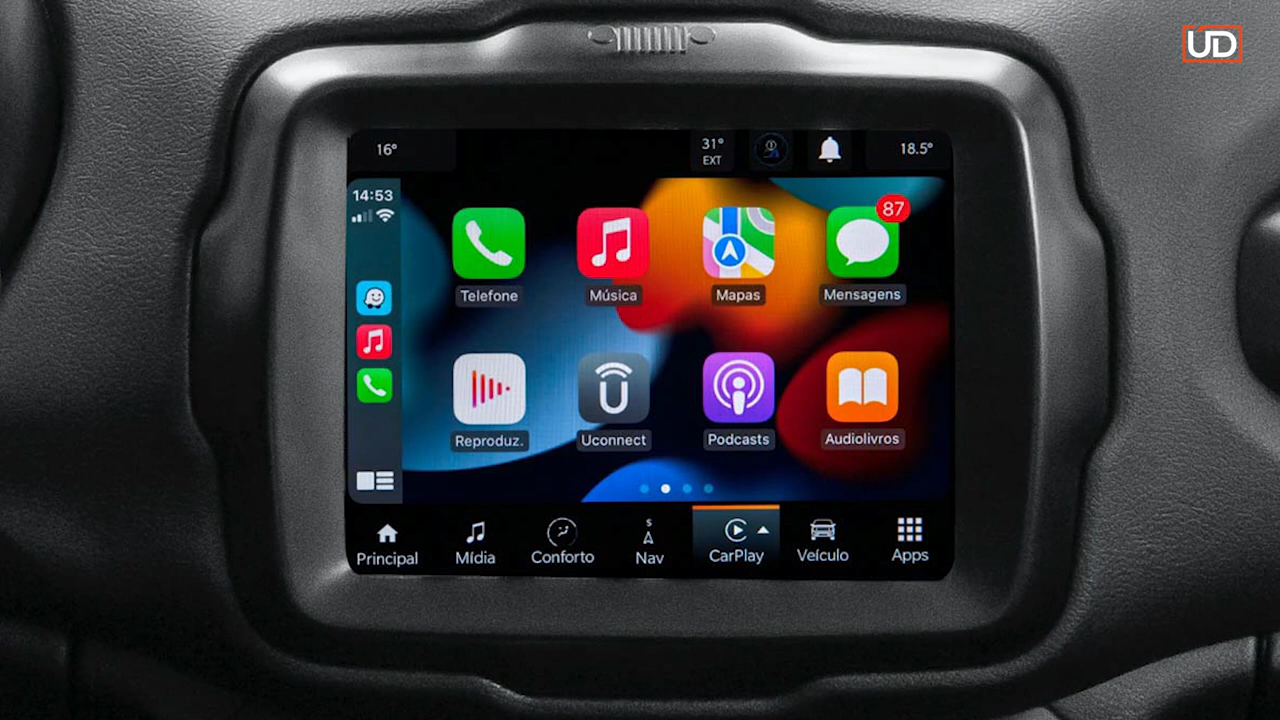 UD
16°
31°
EXT
18.5°
14:53
87
Telefone
Música
Mapas
Mensagens
Reproduz.
Uconnect
Podcasts
Audiolivros
S
Principal
Mídia
Conforto
Nav
CarPlay
Veículo
Apps